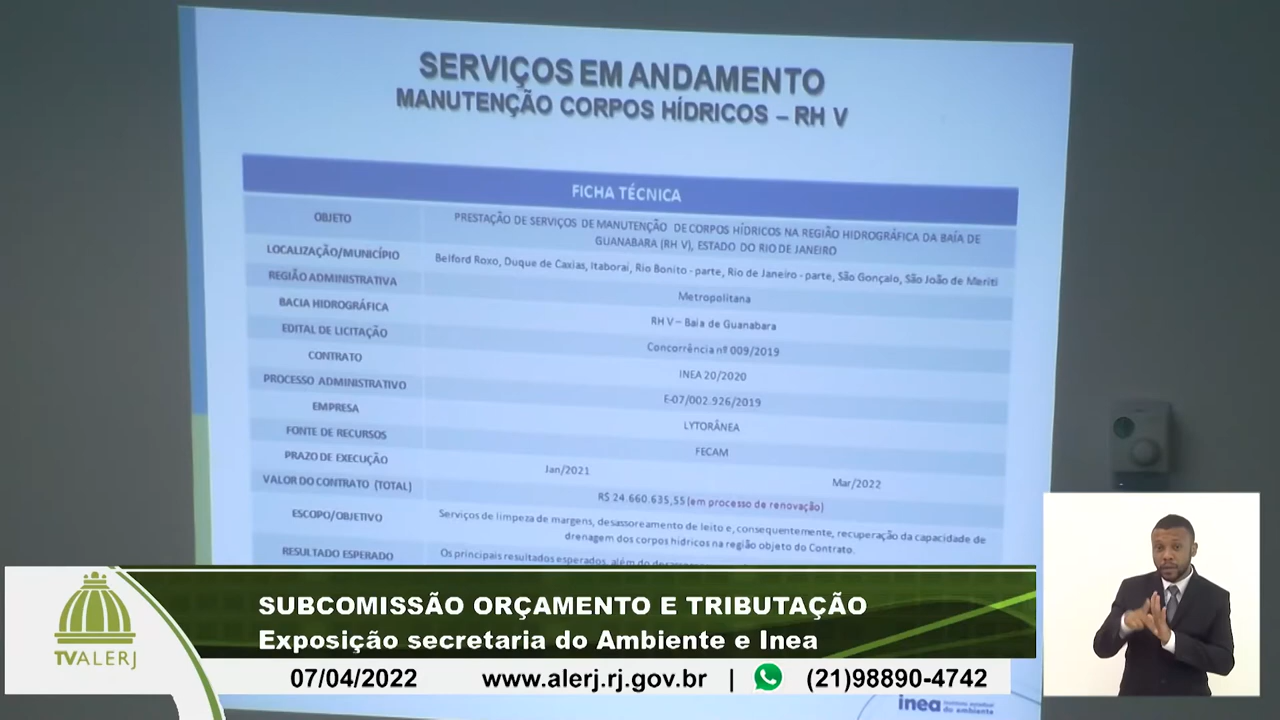 SERVIÇOS EM ANDAMENTO
MANUTENÇÃO CORPOS HÍDRICOS – RH V
FICHA TÉCNICA
OBJETO
PRESTAÇÃO DE SERVIÇOS DE MANUTENÇÃO DE CORPOS HÍDRICOS NA REGIÃO HIDROGRÁFICA DA BAÍA DE
GUANABARA (RH V), ESTADO DO RIO DE JANEIRO
LOCALIZAÇÃO/MUNICÍPIO
Belford Roxo, Duque de Caxias, Itaboraí, Rio Bonito - parte, Rio de Janeiro - parte, São Gonçalo, São João de Meriti
REGIÃO ADMINISTRATIVA
Metropolitana
BACIA HIDROGRÁFICA
RH V – Baia de Guanabara
EDITAL DE LICITAÇÃO
Concorrência nº 009/2019
CONTRATO
INEA 20/2020
PROCESSO ADMINISTRATIVO
E-07/002.926/2019
EMPRESA
LYTORÂNEA
FONTE DE RECURSOS
FECAM
PRAZO DE EXECUÇÃO
Jan/2021
Mar/2022
VALOR DO CONTRATO (TOTAL)
R$ 24.660.635,55 (em processo de renovação)
ESCOPO/OBJETIVO
Serviços de limpeza de margens, desassoreamento de leito e, consequentemente, recuperação da capacidade de
drenagem dos corpos hídricos na região objeto do Contrato.
RESULTADO ESPERADO
Os principais resultados esperados, além do
SUBCOMISSÃO ORÇAMENTO E TRIBUTAÇÃO
Exposição secretaria do Ambiente e Inea
TVALERJ
07/04/2022 www.alerj.rj.gov.br | (21)98890-4742
inea instituto estadual
do ambiente